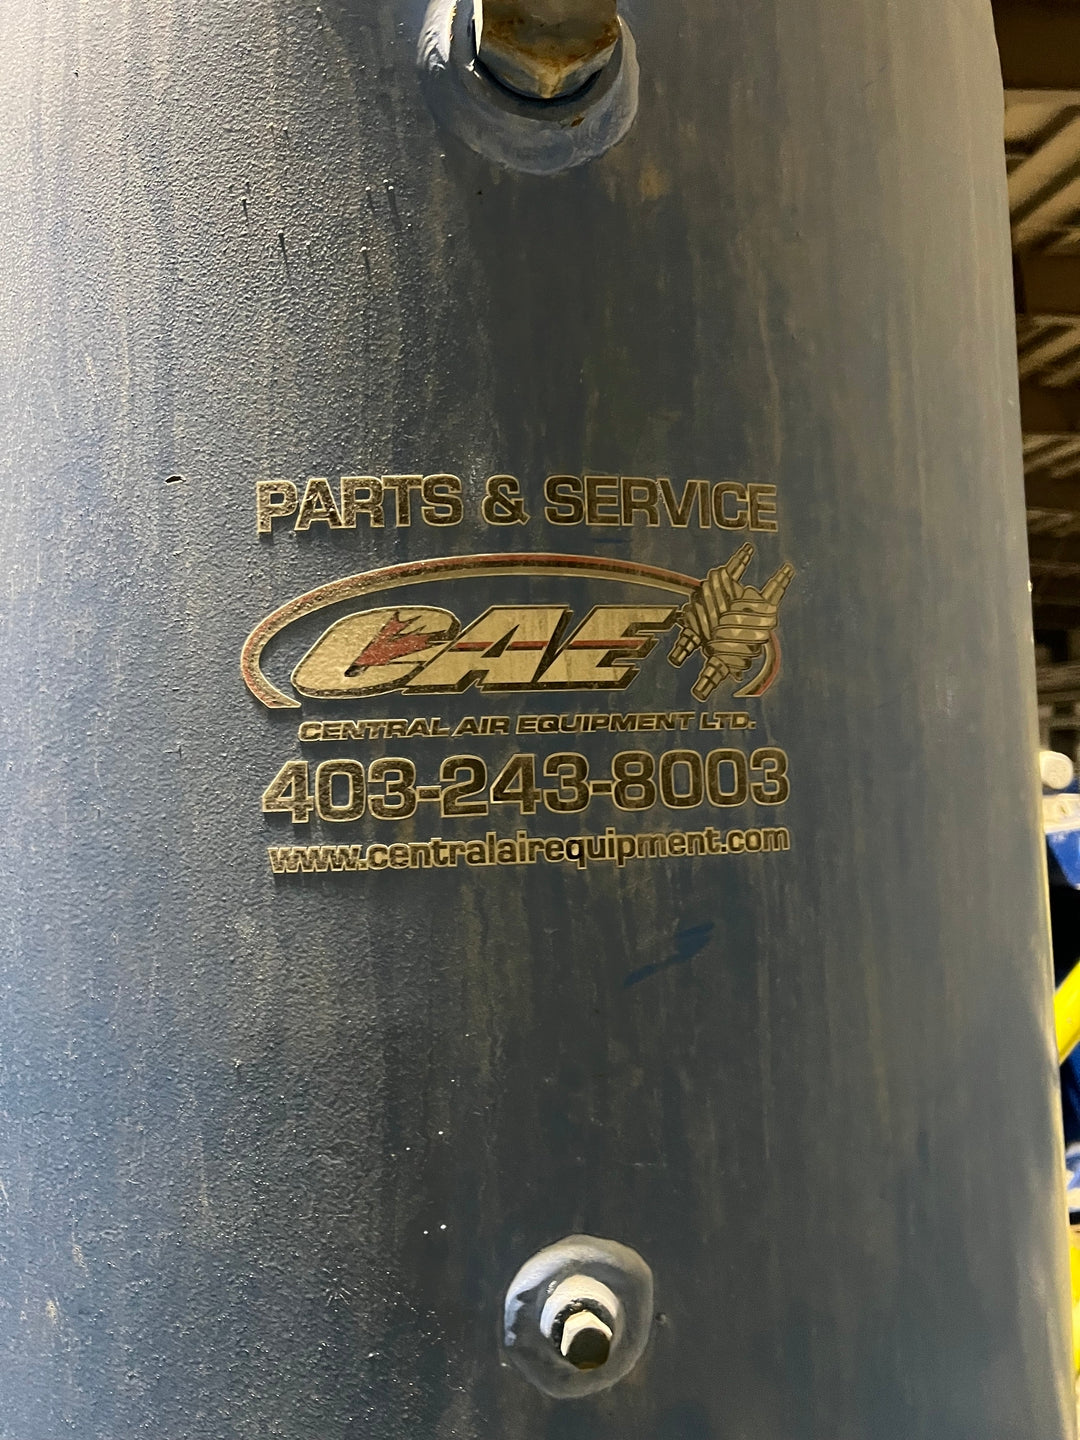 PARTS & SERVICE
CAE
CENTRAL AIR EQUIPMENT LTD.
403-243-8003
www.centralairequipment.com